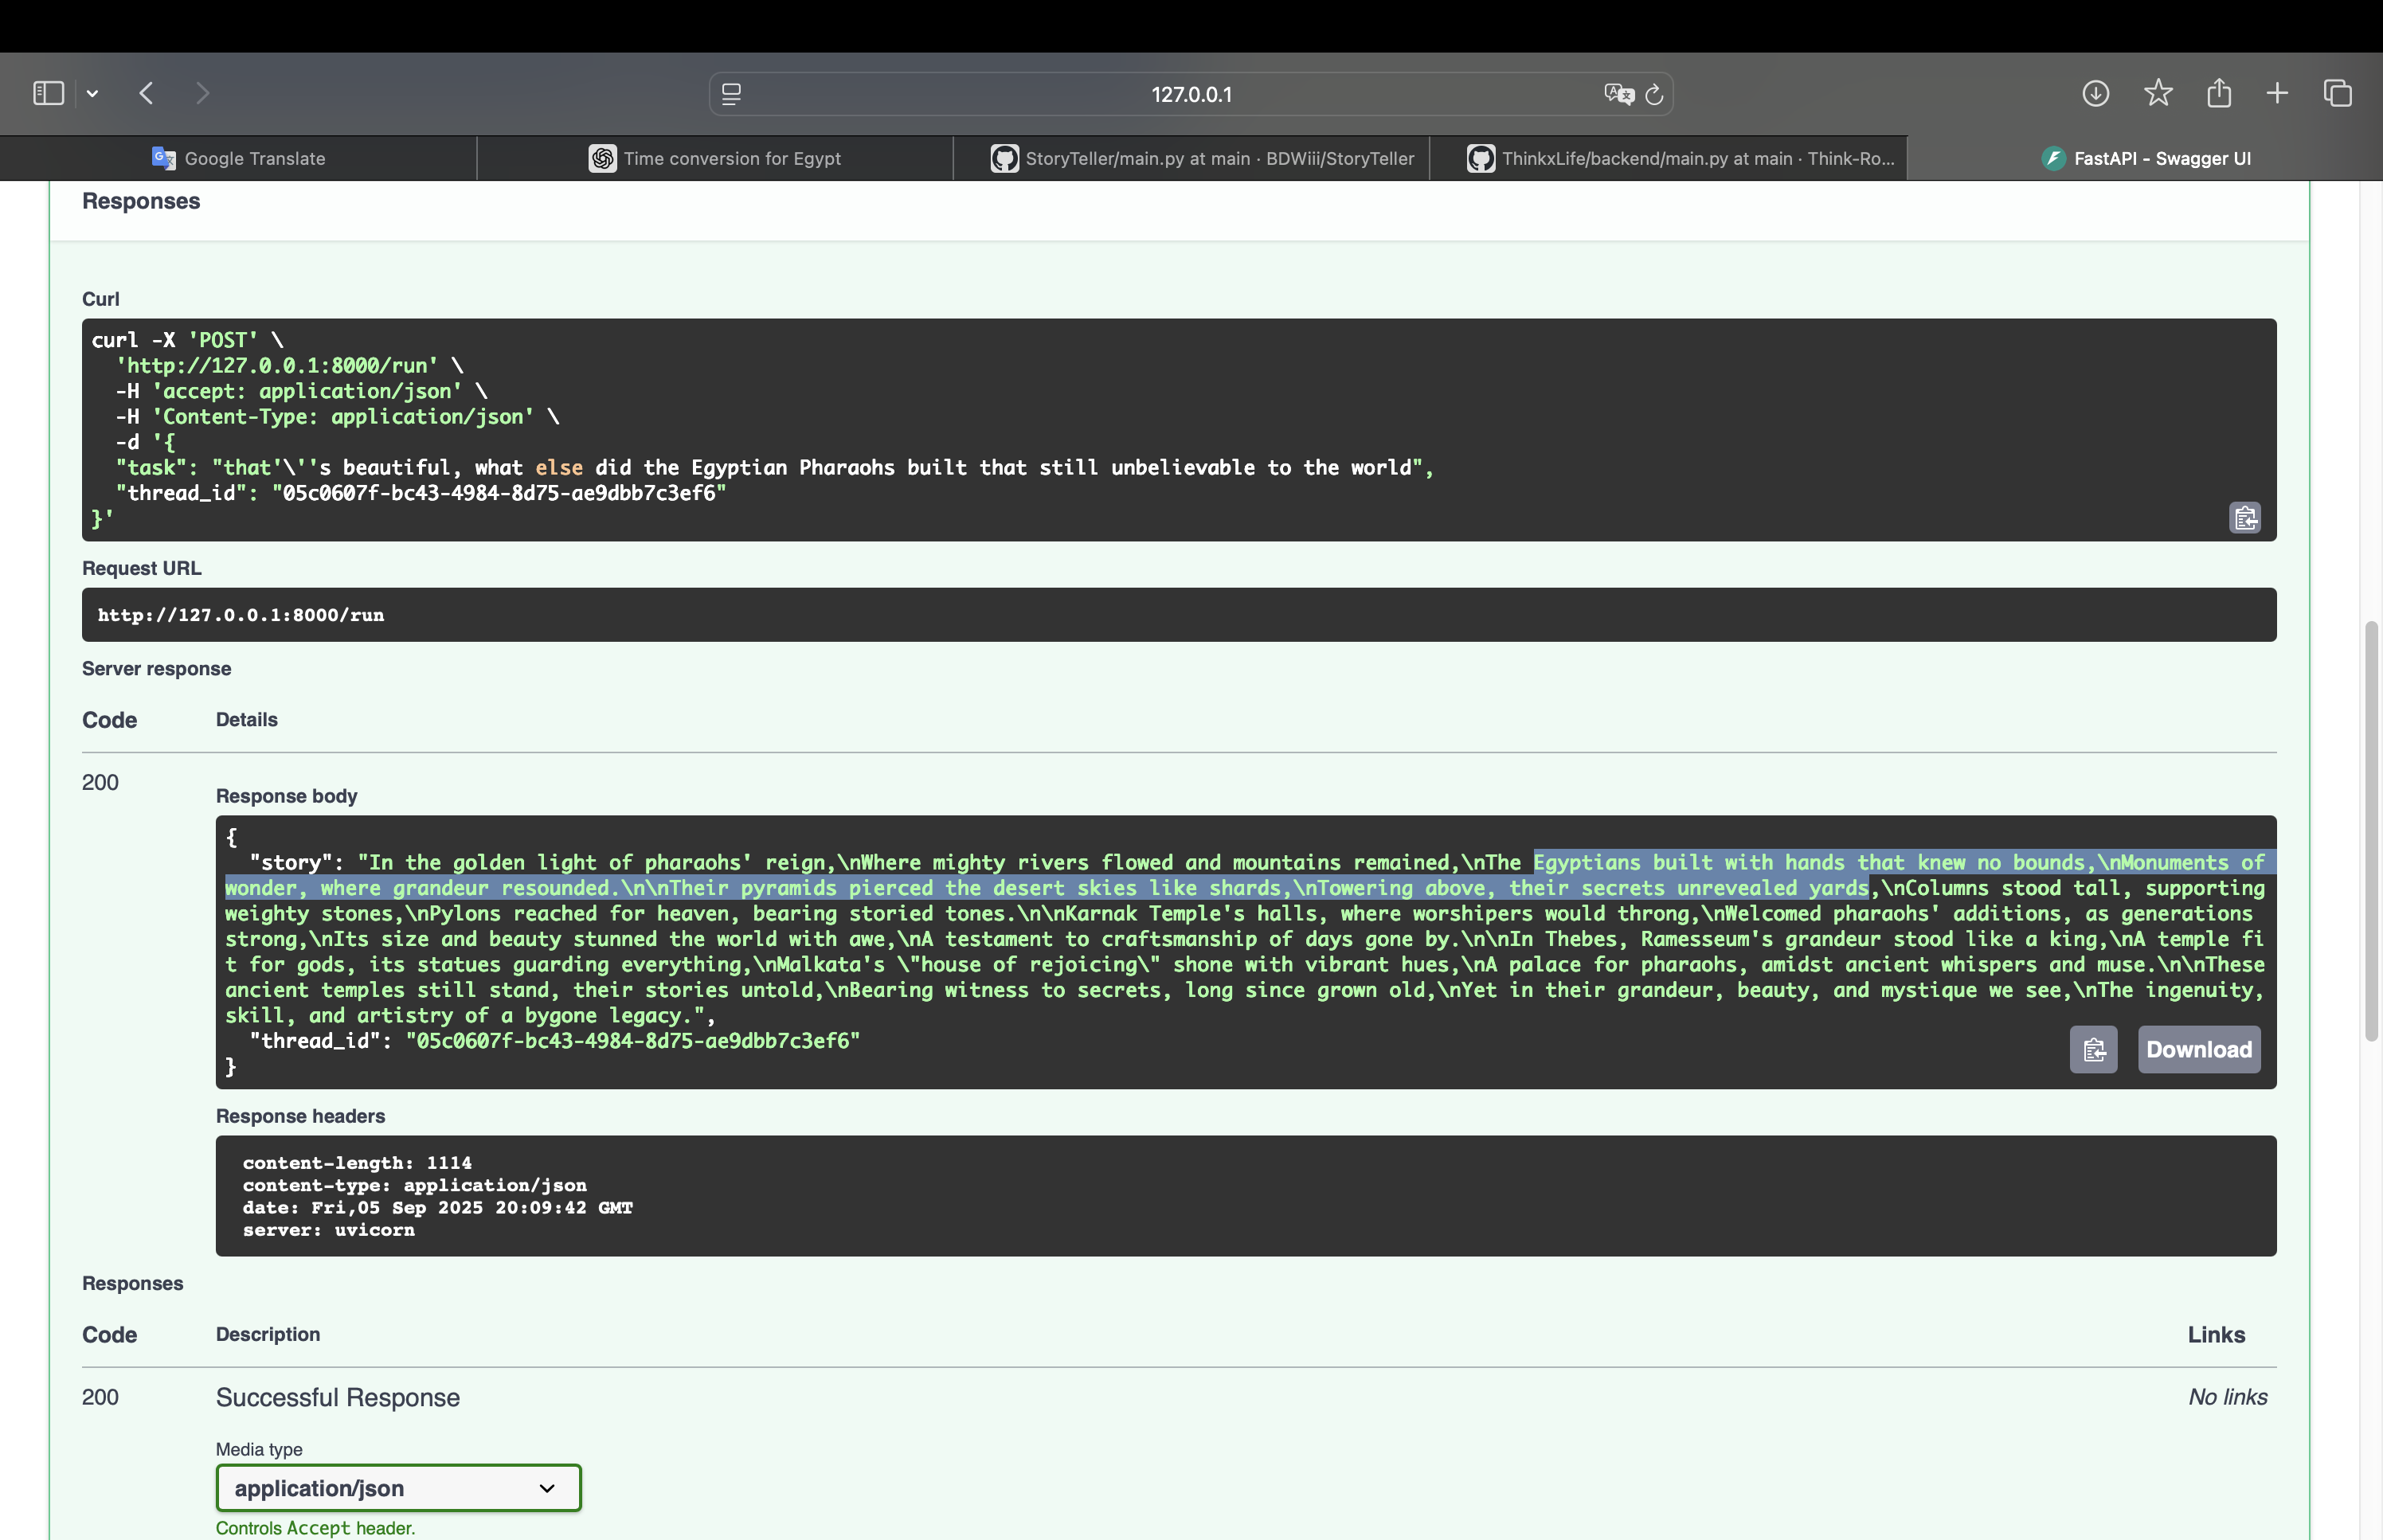 127.0.0.1
Google Translate
Time conversion for Egypt
StoryTeller/main.py at main · BDWiii/StoryTeller
ThinkxLife/backend/main.py at main · Think-Ro...
FastAPI - Swagger UI
Responses
Curl
curl -X 'POST' \
'http://127.0.0.1:8000/run' \
-H 'accept: application/json' \
-H 'Content-Type: application/json' \
-d '{
"task": "that'\''s beautiful, what else did the Egyptian Pharaohs built that still unbelievable to the world",
"thread_id": "05c0607f-bc43-4984-8d75-ae9dbb7c3ef6"
}'
Request URL
http://127.0.0.1:8000/run
Server response
Code Details
200
Response body
{
"story": "In the golden light of pharaohs' reign,\nWhere mighty rivers flowed and mountains remained,\nThe Egyptians built with hands that knew no bounds,\nMonuments of
wonder, where grandeur resounded.\n\nTheir pyramids pierced the desert skies like shards,\nTowering above, their secrets unrevealed yards,\nColumns stood tall, supporting
weighty stones,\nPylons reached for heaven, bearing storied tones.\n\nKarnak Temple's halls, where worshipers would throng,\nWelcomed pharaohs' additions, as generations
strong,\nIts size and beauty stunned the world with awe,\nA testament to craftsmanship of days gone by.\n\nIn Thebes, Ramesseum's grandeur stood like a king,\nA temple fi
t for gods, its statues guarding everything,\nMalkata's \"house of rejoicing\" shone with vibrant hues,\nA palace for pharaohs, amidst ancient whispers and muse.\n\nThese
ancient temples still stand, their stories untold,\nBearing witness to secrets, long since grown old,\nYet in their grandeur, beauty, and mystique we see,\nThe ingenuity,
skill, and artistry of a bygone legacy.",
"thread_id": "05c0607f-bc43-4984-8d75-ae9dbb7c3ef6"
}
Download
Response headers
content-length: 1114
content-type: application/json
date: Fri,05 Sep 2025 20:09:42 GMT
server: uvicorn
Responses
Code Description Links
200 Successful Response No links
Media type
application/json
Controls Accept header.